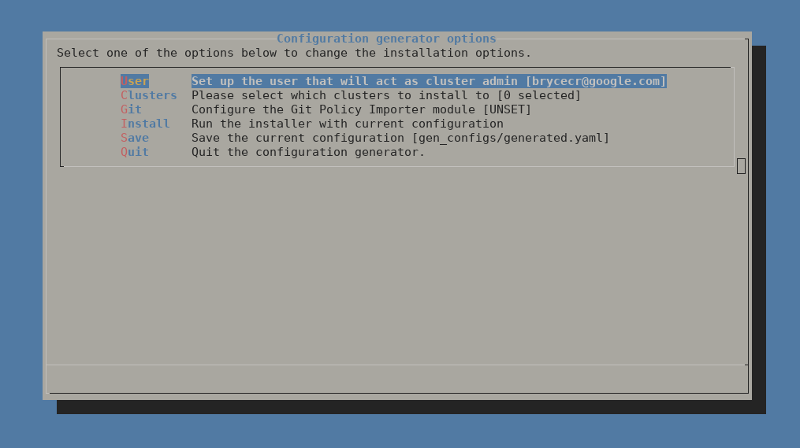 Configuration generator options
Select one of the options below to change the installation options.
User Set up the user that will act as cluster admin [brycecr@google.com]
Clusters Please select which clusters to install to [0 selected]
Git Configure the Git Policy Importer module [UNSET]
Install Run the installer with current configuration
Save Save the current configuration [gen_configs/generated.yaml]
Quit Quit the configuration generator.